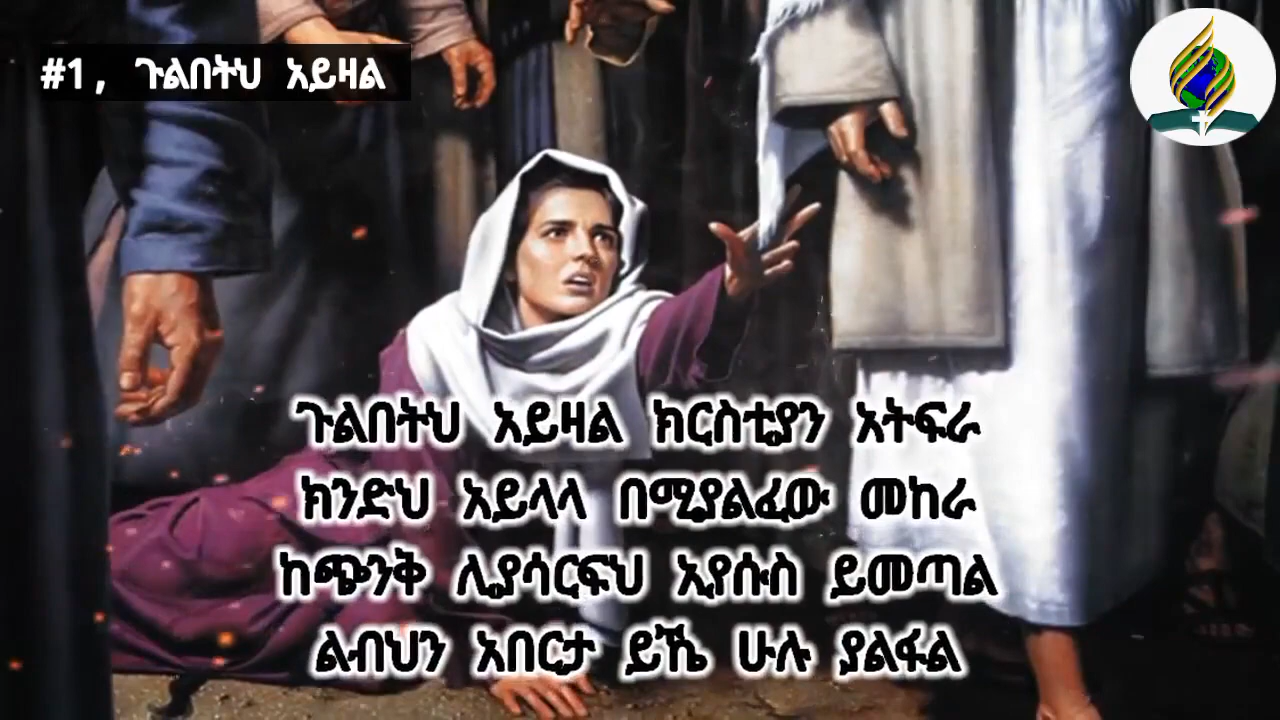 #1, ጉልበትህ አይዛል
ጉልበትህ አይዛል ክርስቲያን አትፍራ
ክንድህ አይላላ በሚያልፈው መከራ
ከጭንቅ ሊያሳርፍህ ኢየሱስ ይመጣል
ልብህን አበርታ ይኼ ሁሉ ያልፋል